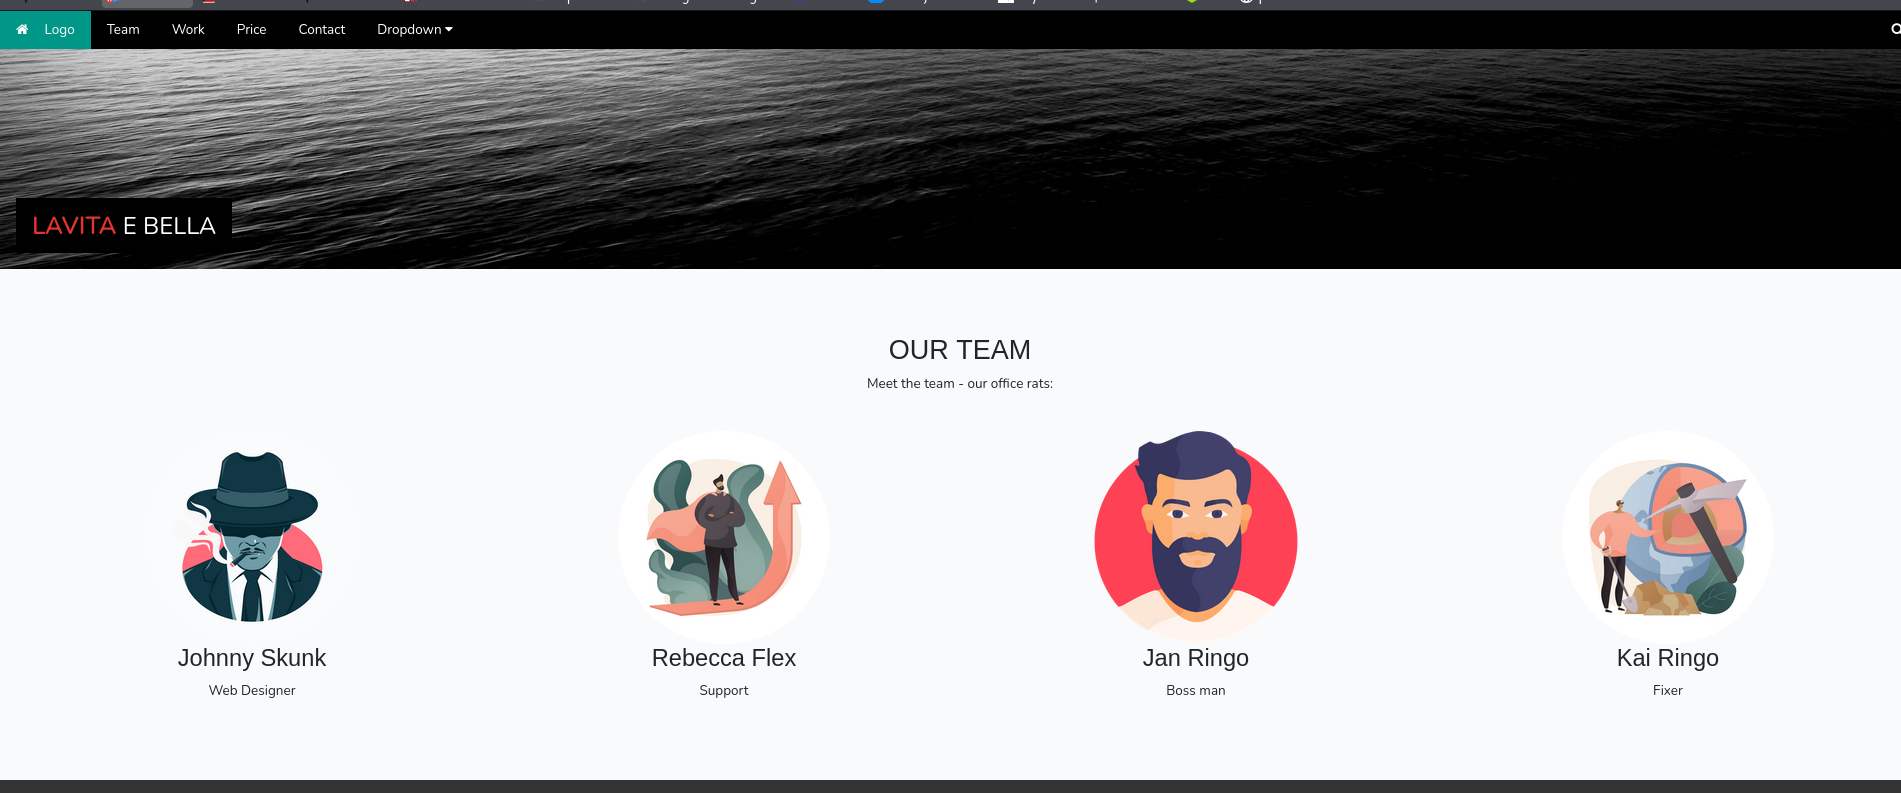 Logo Team Work Price Contact Dropdown
LAVITA E BELLA
OUR TEAM
Meet the team - our office rats:
Johnny Skunk Rebecca Flex Jan Ringo Kai Ringo
Web Designer Support Boss man Fixer